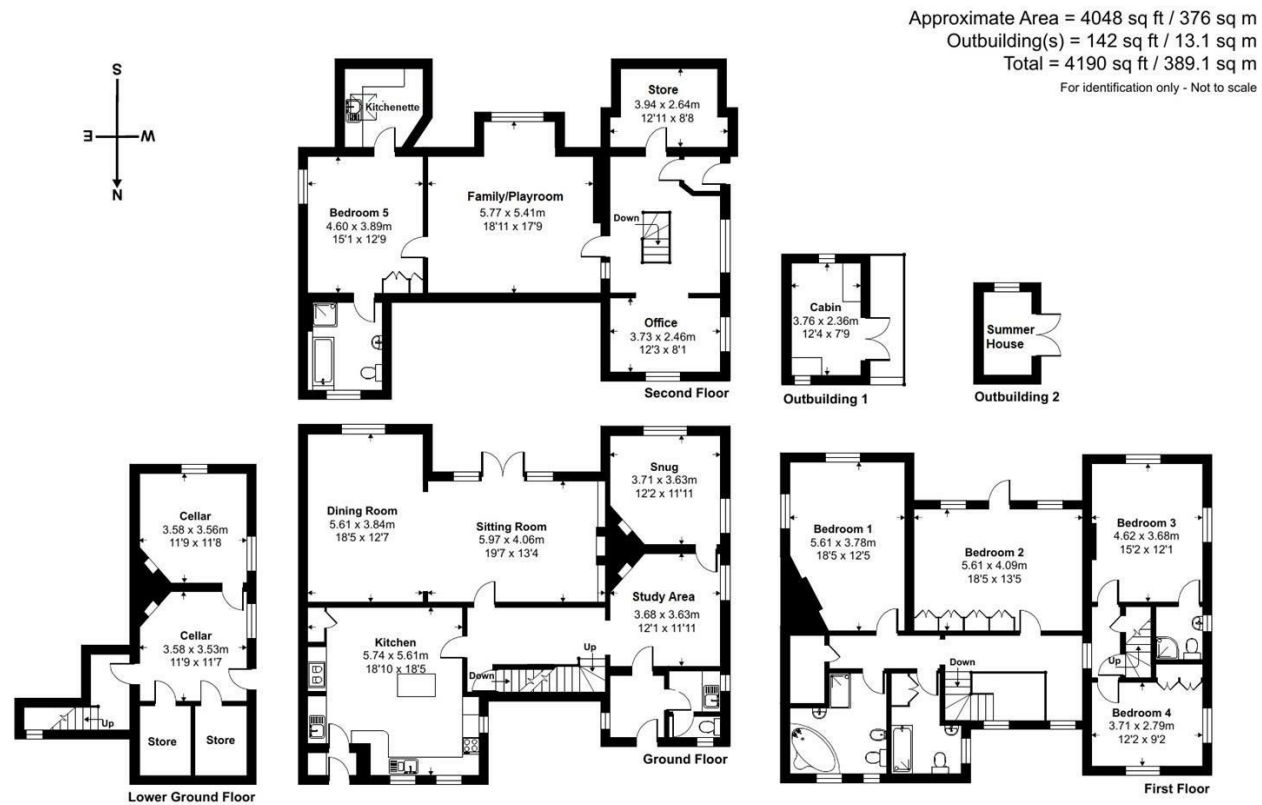 Approximate Area = 4048 sq ft / 376 sq m
Outbuilding(s) = 142 sq ft / 13.1 sq m
Total = 4190 sq ft / 389.1 sq m
For identification only - Not to scale
S
E
W
N
Kitchenette
Store
3.94 x 2.64m
12'11 x 8'8
Bedroom 5
4.60 x 3.89m
15'1 x 12'9
Family/Playroom
5.77 x 5.41m
18'11 x 17'9
Down
Office
3.73 x 2.46m
12'3 x 8'1
Second Floor
Cabin
3.76 x 2.36m
12'4 x 7'9
Outbuilding 1
Summer
House
Outbuilding 2
Cellar
3.58 x 3.56m
11'9 x 11'8
Cellar
3.58 x 3.53m
11'9 x 11'7
Up
Store
Store
Lower Ground Floor
Dining Room
5.61 x 3.84m
18'5 x 12'7
Sitting Room
5.97 x 4.06m
19'7 x 13'4
Snug
3.71 x 3.63m
12'2 x 11'11
Study Area
3.68 x 3.63m
12'1 x 11'11
Kitchen
5.74 x 5.61m
18'10 x 18'5
Up
Down
Ground Floor
Bedroom 1
5.61 x 3.78m
18'5 x 12'5
Bedroom 2
5.61 x 4.09m
18'5 x 13'5
Bedroom 3
4.62 x 3.68m
15'2 x 12'1
Down
Up
Bedroom 4
3.71 x 2.79m
12'2 x 9'2
First Floor